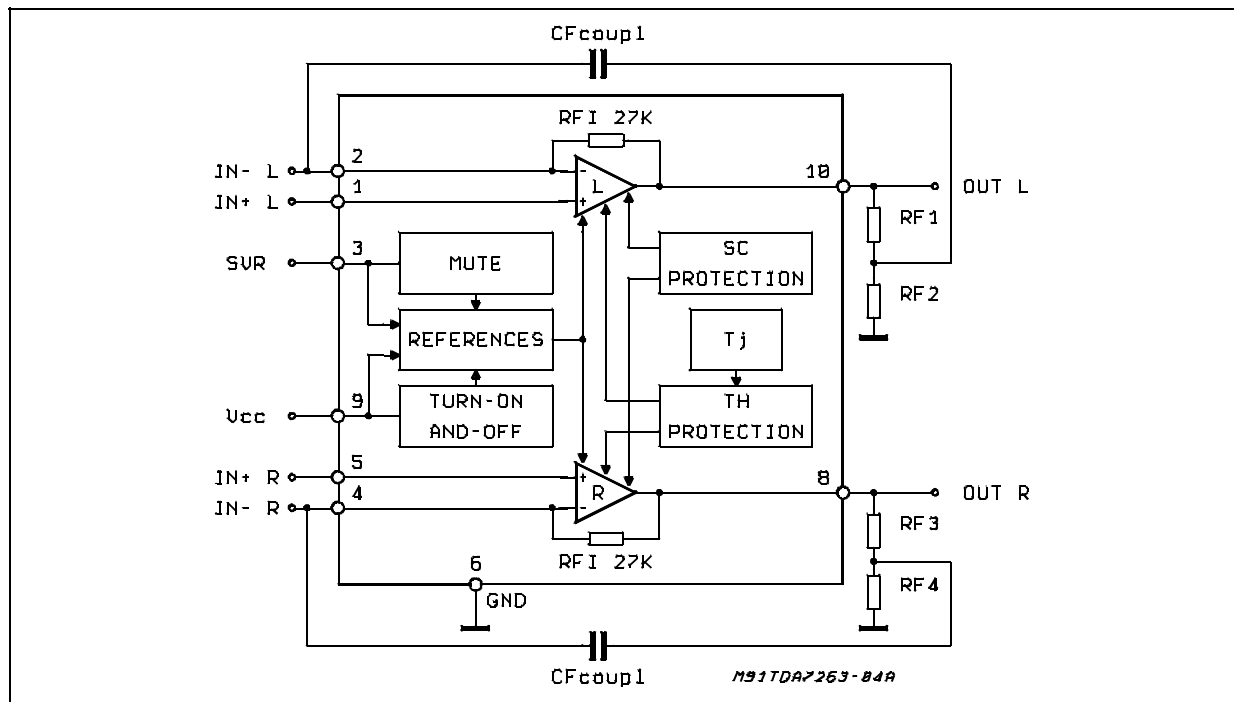 CFcoupl
RFI 27K
IN- L
2
L
10
OUT L
IN+ L
1
RF1
SVR
3
MUTE
SC
PROTECTION
RF2
REFERENCES
Tj
Vcc
9
TURN-ON
AND-OFF
TH
PROTECTION
IN+ R
5
R
8
OUT R
IN- R
4
RF3
RFI 27K
6
GND
RF4
CFcoupl
M91TDA7263-04A